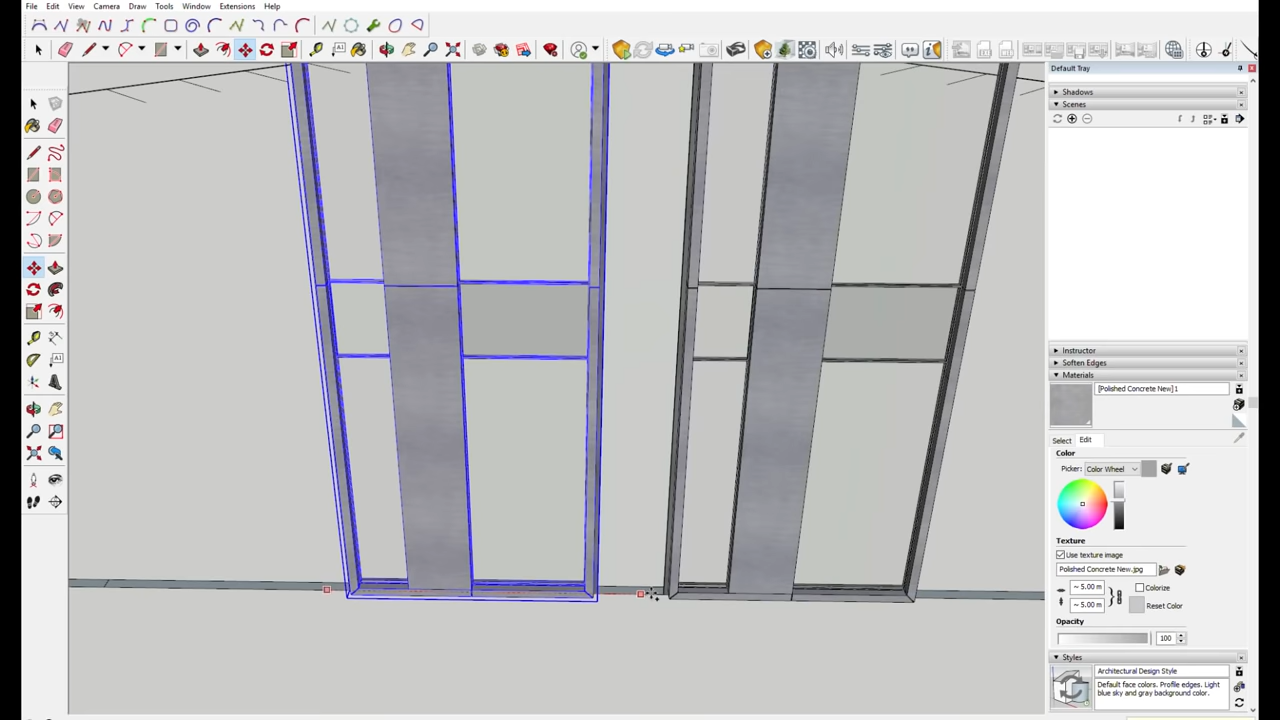 File Edit View Camera Draw Tools Window Extensions Help
Default Tray
Shadows
Scenes
Instructor
Soften Edges
Materials
[Polished Concrete New]1
Select Edit
Color
Picker: Color Wheel
Texture
Use texture image
Polished Concrete New.jpg
~ 5.00 m Colorize
~ 5.00 m Reset Color
Opacity
100
Styles
Architectural Design Style
Default face colors. Profile edges. Light
blue sky and gray background color.